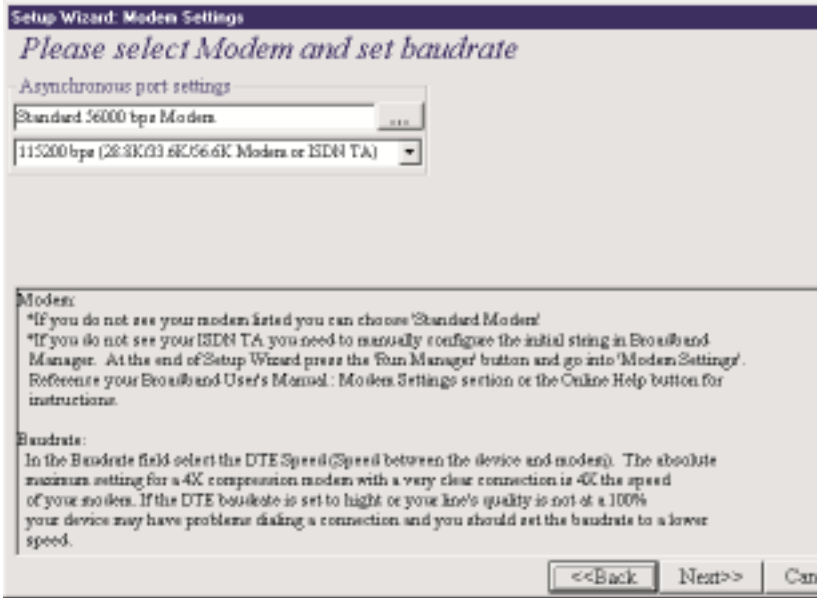 Setup Wizard: Modem Settings
Please select Modem and set baudrate
Asynchronous port settings
Standard 56000 bps Modem
...
115200 bps (28.8K/33.6K/56.6K Modem or ISDN TA)
Modem:
*If you do not see your modem listed you can choose 'Standard Modem'
*If you do not see your ISDN TA you need to manually configure the initial string in Broadband
Manager. At the end of Setup Wizard press the 'Run Manager' button and go into 'Modem Settings'.
Reference your Broadband User's Manual: Modem Settings section or the Online Help button for
instructions.
Baudrate:
In the Baudrate field select the DTE Speed (Speed between the device and modem). The absolute
maximum setting for a 4X compression modem with a very clear connection is 4X the speed
of your modem. If the DTE baudrate is set to hight or your line's quality is not at a 100%
your device may have problems dialing a connection and you should set the baudrate to a lower
speed.
<<Back
Next>>
Can